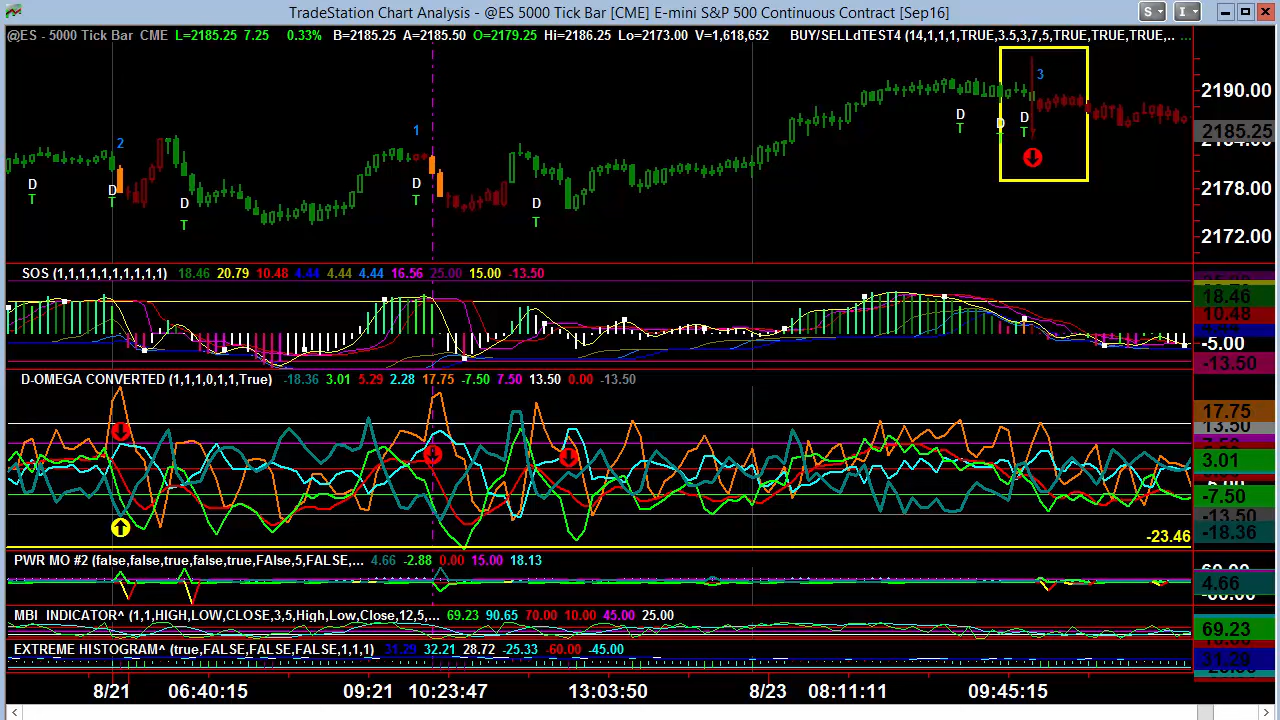 TradeStation Chart Analysis - @ES 5000 Tick Bar [CME] E-mini S&P 500 Continuous Contract [Sep16]
S I
@ES - 5000 Tick Bar CME L=2185.25 7.25 0.33% B=2185.25 A=2185.50 O=2179.25 Hi=2186.25 Lo=2173.00 V=1,618,652 BUY/SELLdTEST4 (14,1,1,1,TRUE,3.5,3,7,5,TRUE,TRUE,TRUE,... ...
3
2190.00
D D D
T T T
2185.25
1
2
D D D D
T T T T
2178.00
2172.00
SOS (1,1,1,1,1,1,1,1,1,1,1) 18.46 20.79 10.48 4.44 4.44 4.44 16.56 25.00 15.00 -13.50
18.46
10.48
-5.00
-13.50
D-OMEGA CONVERTED (1,1,1,0,1,1,True) -18.36 3.01 5.29 2.28 17.75 -7.50 7.50 13.50 0.00 -13.50
17.75
13.50
3.01
-7.50
-13.50
-18.36
-23.46
PWR MO #2 (false,false,true,false,true,FAlse,5,FALSE,... 4.66 -2.88 0.00 15.00 18.13
4.66
MBL INDICATOR^ (1,1,HIGH,LOW,CLOSE,3,5,High,Low,Close,12,5,... 69.23 90.65 70.00 10.00 45.00 25.00
69.23
EXTREME HISTOGRAM^ (true,FALSE,FALSE,FALSE,1,1,1) 31.29 32.21 28.72 -25.33 -60.00 -45.00
31.29
8/21 06:40:15 09:21 10:23:47 13:03:50 8/23 08:11:11 09:45:15